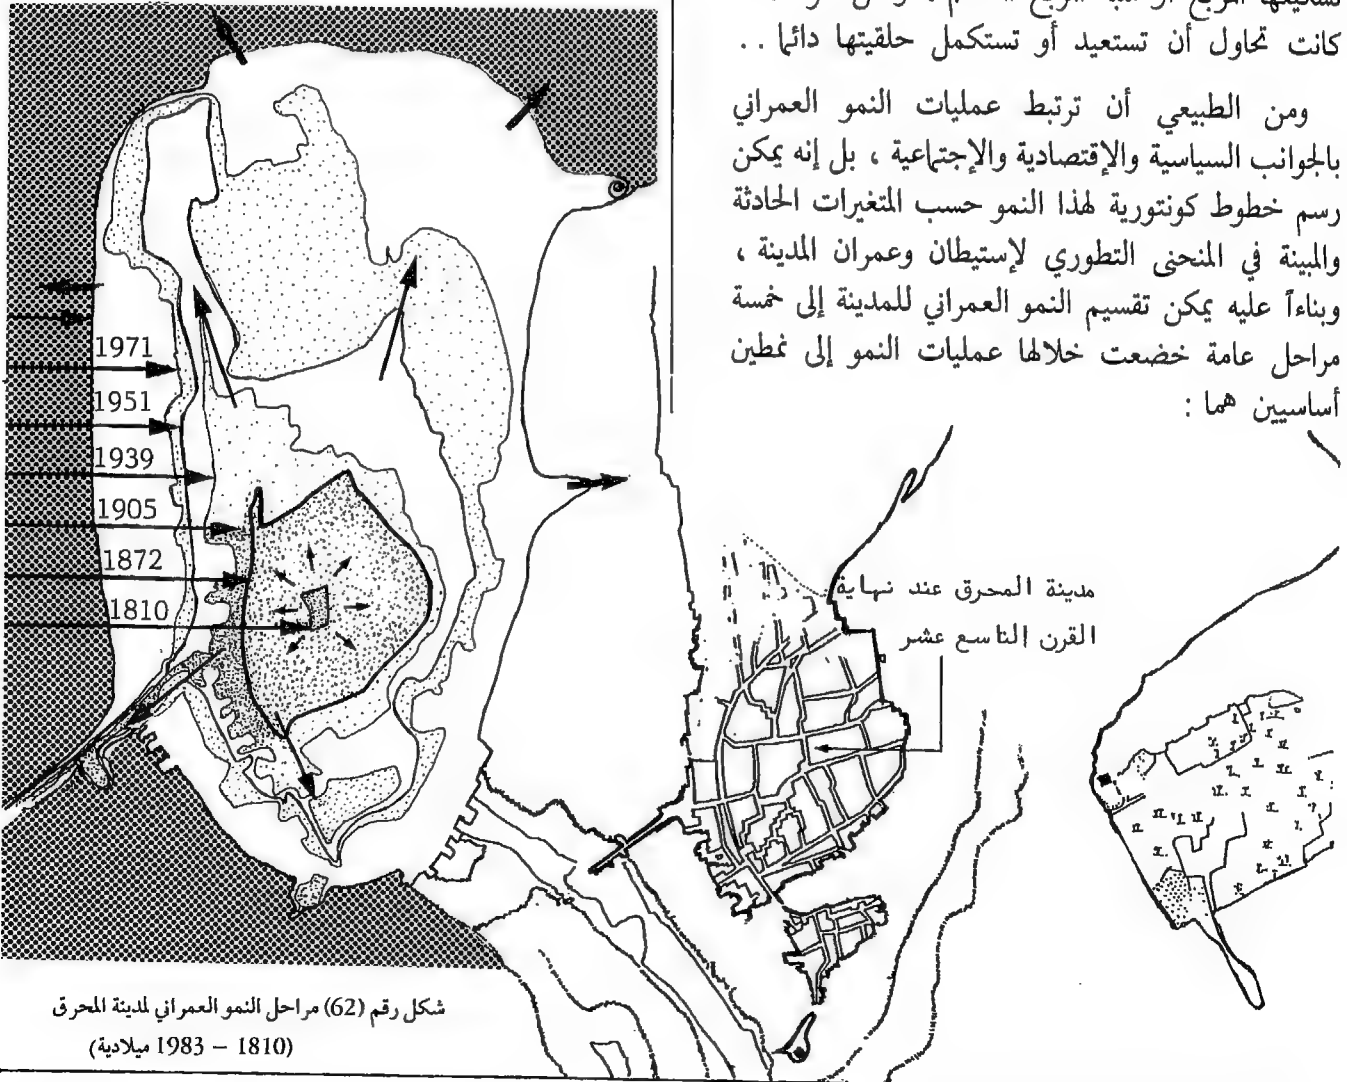 كانت تحاول أن تستعيد أو تستكمل حلقيتها دائما ..
ومن الطبيعي أن ترتبط عمليات النمو العمراني
بالجوانب السياسية والإقتصادية والإجتماعية ، بل إنه يمكن
رسم خطوط كونتورية لهذا النمو حسب المتغيرات الحادثة
والمبينة في المنحنى التطوري لإستيطان وعمران المدينة ،
وبناءاً عليه يمكن تقسيم النمو العمراني للمدينة إلى خمسة
مراحل عامة خضعت خلالها عمليات النمو إلى نمطين
أساسيين هما :
1971
1951
1939
1905
1872
1810
مدينة المحرق عند نهاية
القرن التاسع عشر
شكل رقم (62) مراحل النمو العمراني لمدينة المحرق
(1810 – 1983 ميلادية)